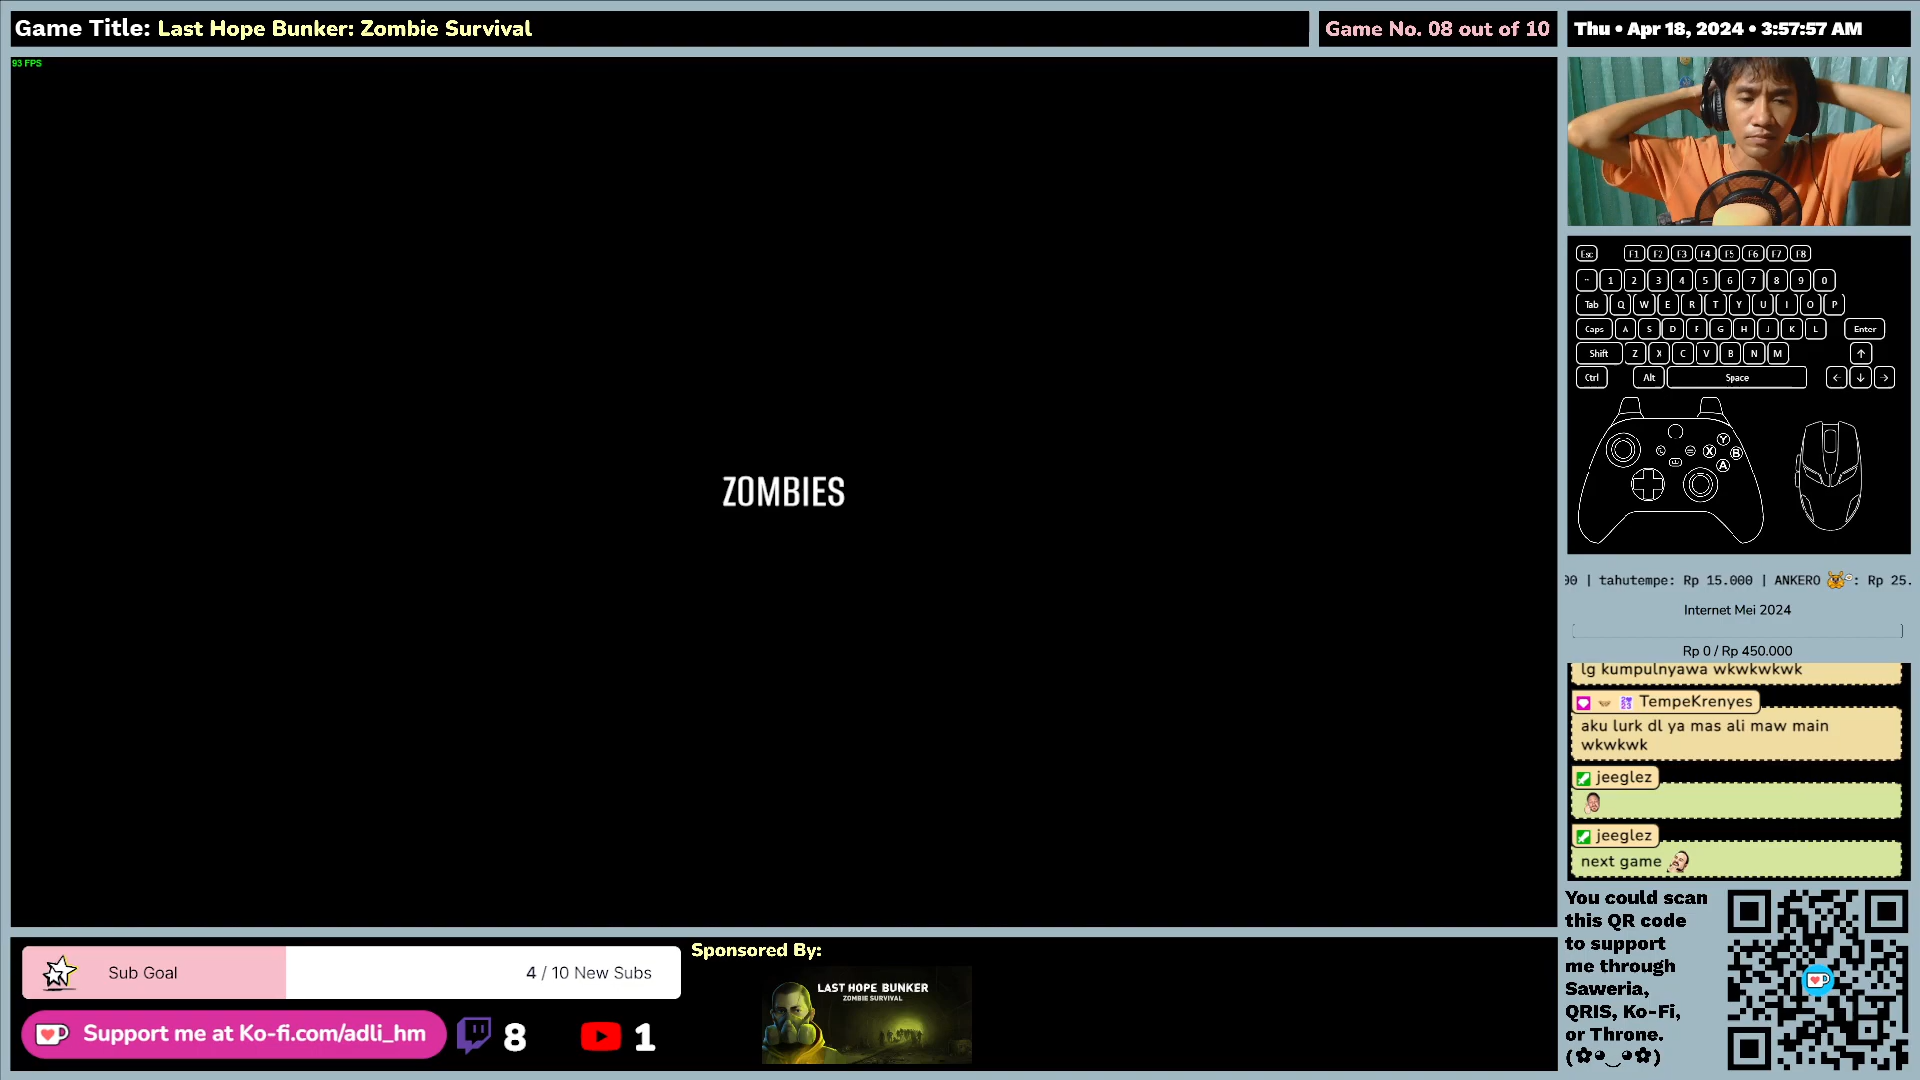 Game Title: Last Hope Bunker: Zombie Survival
Game No. 08 out of 10
Thu • Apr 18, 2024 • 3:57:57 AM
93 FPS
ZOMBIES
Esc F1 F2 F3 F4 F5 F6 F7 F8
~ 1 2 3 4 5 6 7 8 9 0
Tab Q W E R T Y U I O P
Caps A S D F G H J K L Enter
Shift Z X C V B N M ↑
Ctrl Alt Space ← ↓ →
Y
X B
A
00 | tahutempe: Rp 15.000 | ANKERO : Rp 25.
Internet Mei 2024
Rp 0 / Rp 450.000
lg kumpulnyawa wkwkwkwk
TempeKrenyes
aku lurk dl ya mas ali maw main
wkwkwk
jeeglez
jeeglez
next game
You could scan
this QR code
to support
me through
Saweria,
QRIS, Ko-Fi,
or Throne.
(✿◕‿◕✿)
Sub Goal
4 / 10 New Subs
Support me at Ko-fi.com/adli_hm
8
1
Sponsored By:
LAST HOPE BUNKER
ZOMBIE SURVIVAL